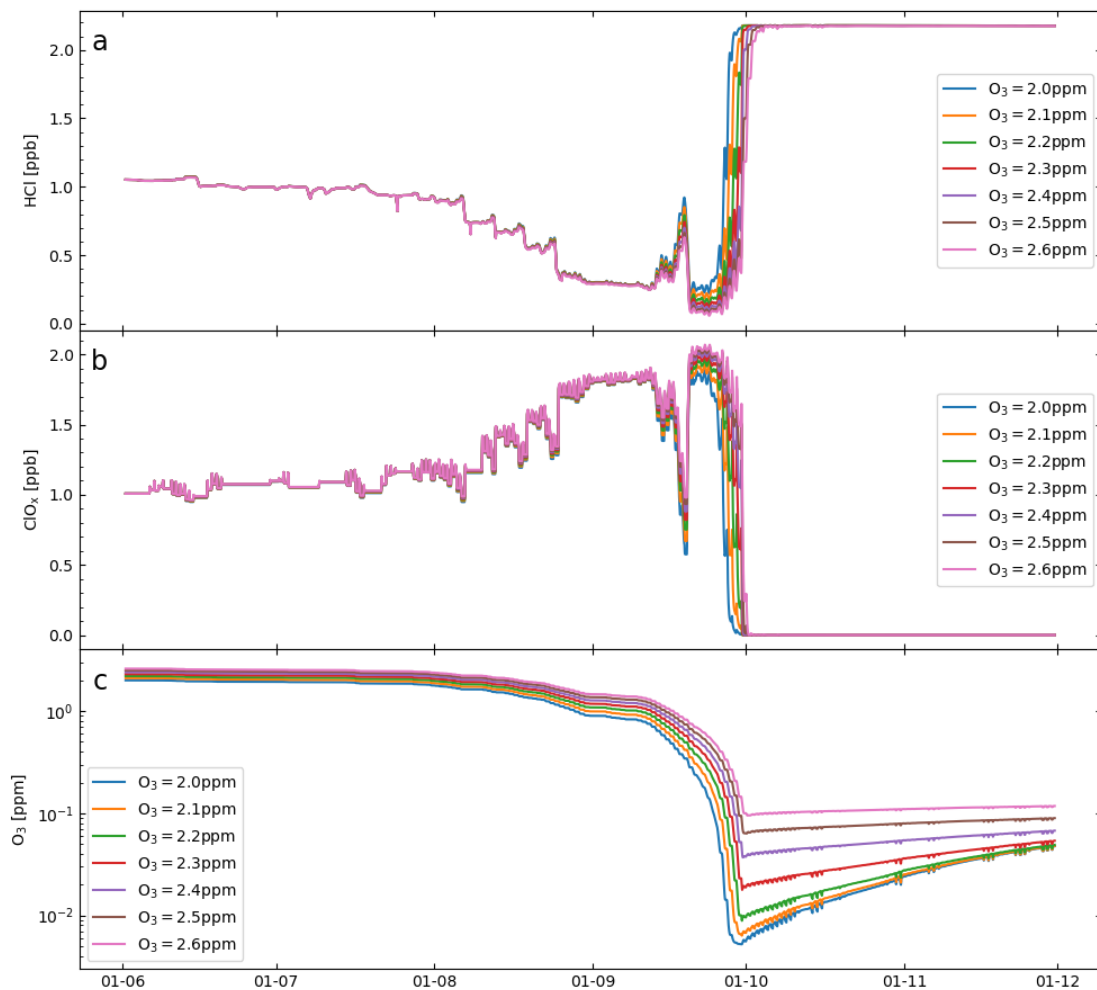 a
HCl [ppb]
2.0
1.5
1.0
0.5
0.0
O₃ = 2.0ppm
O₃ = 2.1ppm
O₃ = 2.2ppm
O₃ = 2.3ppm
O₃ = 2.4ppm
O₃ = 2.5ppm
O₃ = 2.6ppm
b
ClOₓ [ppb]
2.0
1.5
1.0
0.5
0.0
O₃ = 2.0ppm
O₃ = 2.1ppm
O₃ = 2.2ppm
O₃ = 2.3ppm
O₃ = 2.4ppm
O₃ = 2.5ppm
O₃ = 2.6ppm
c
O₃ [ppm]
10⁰
10⁻¹
10⁻²
O₃ = 2.0ppm
O₃ = 2.1ppm
O₃ = 2.2ppm
O₃ = 2.3ppm
O₃ = 2.4ppm
O₃ = 2.5ppm
O₃ = 2.6ppm
01-06 01-07 01-08 01-09 01-10 01-11 01-12